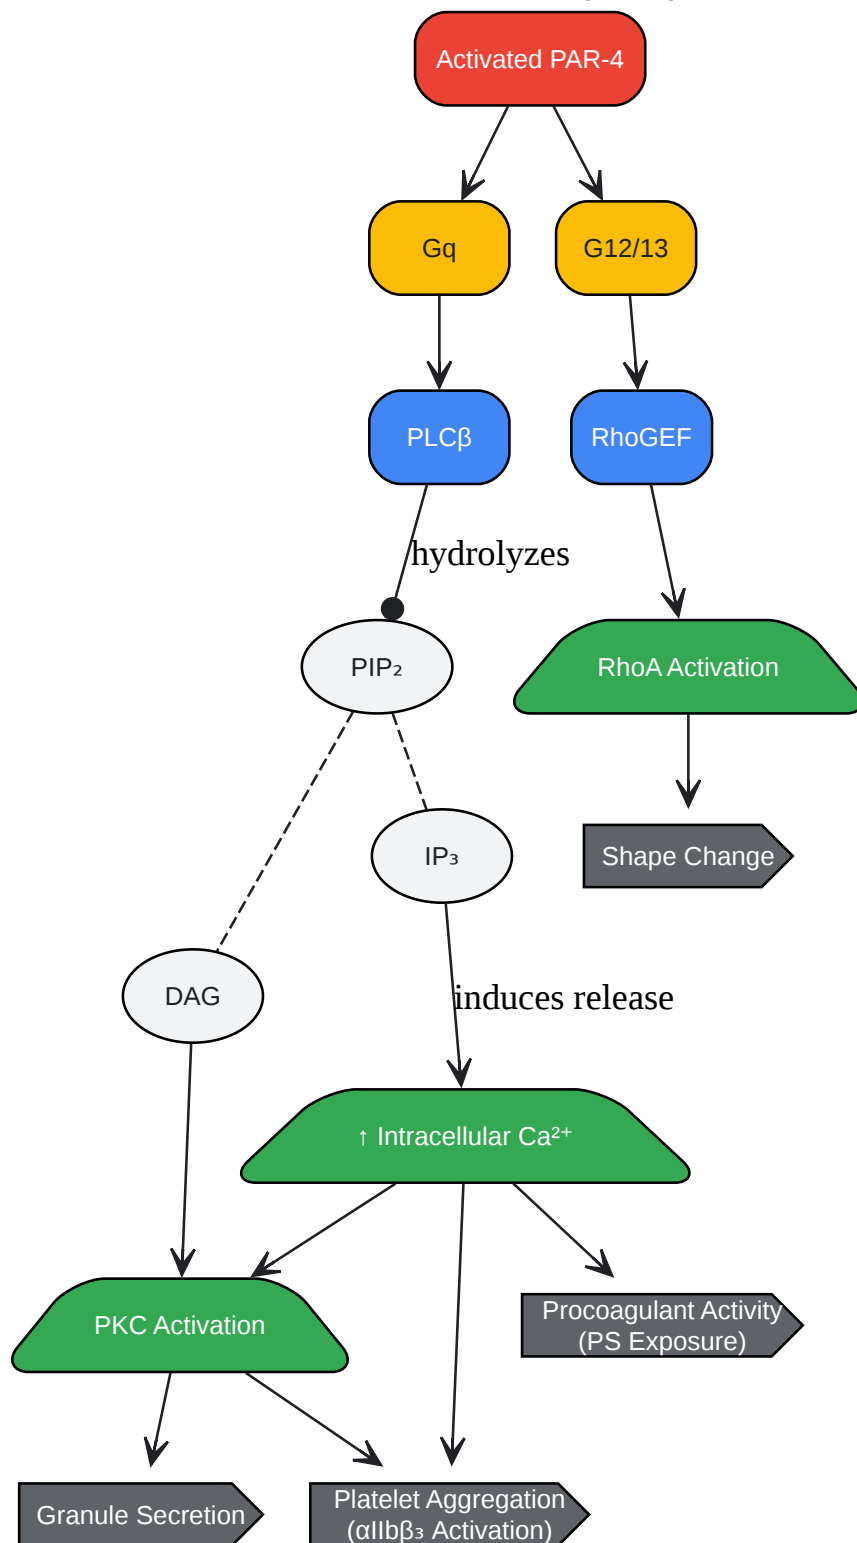 Activated PAR-4
Gq
G12/13
PLCβ
RhoGEF
hydrolyzes
PIP₂
RhoA Activation
IP₃
Shape Change
DAG
induces release
↑ Intracellular Ca²⁺
PKC Activation
Procoagulant Activity
(PS Exposure)
Granule Secretion
Platelet Aggregation
(αIIbβ₃ Activation)